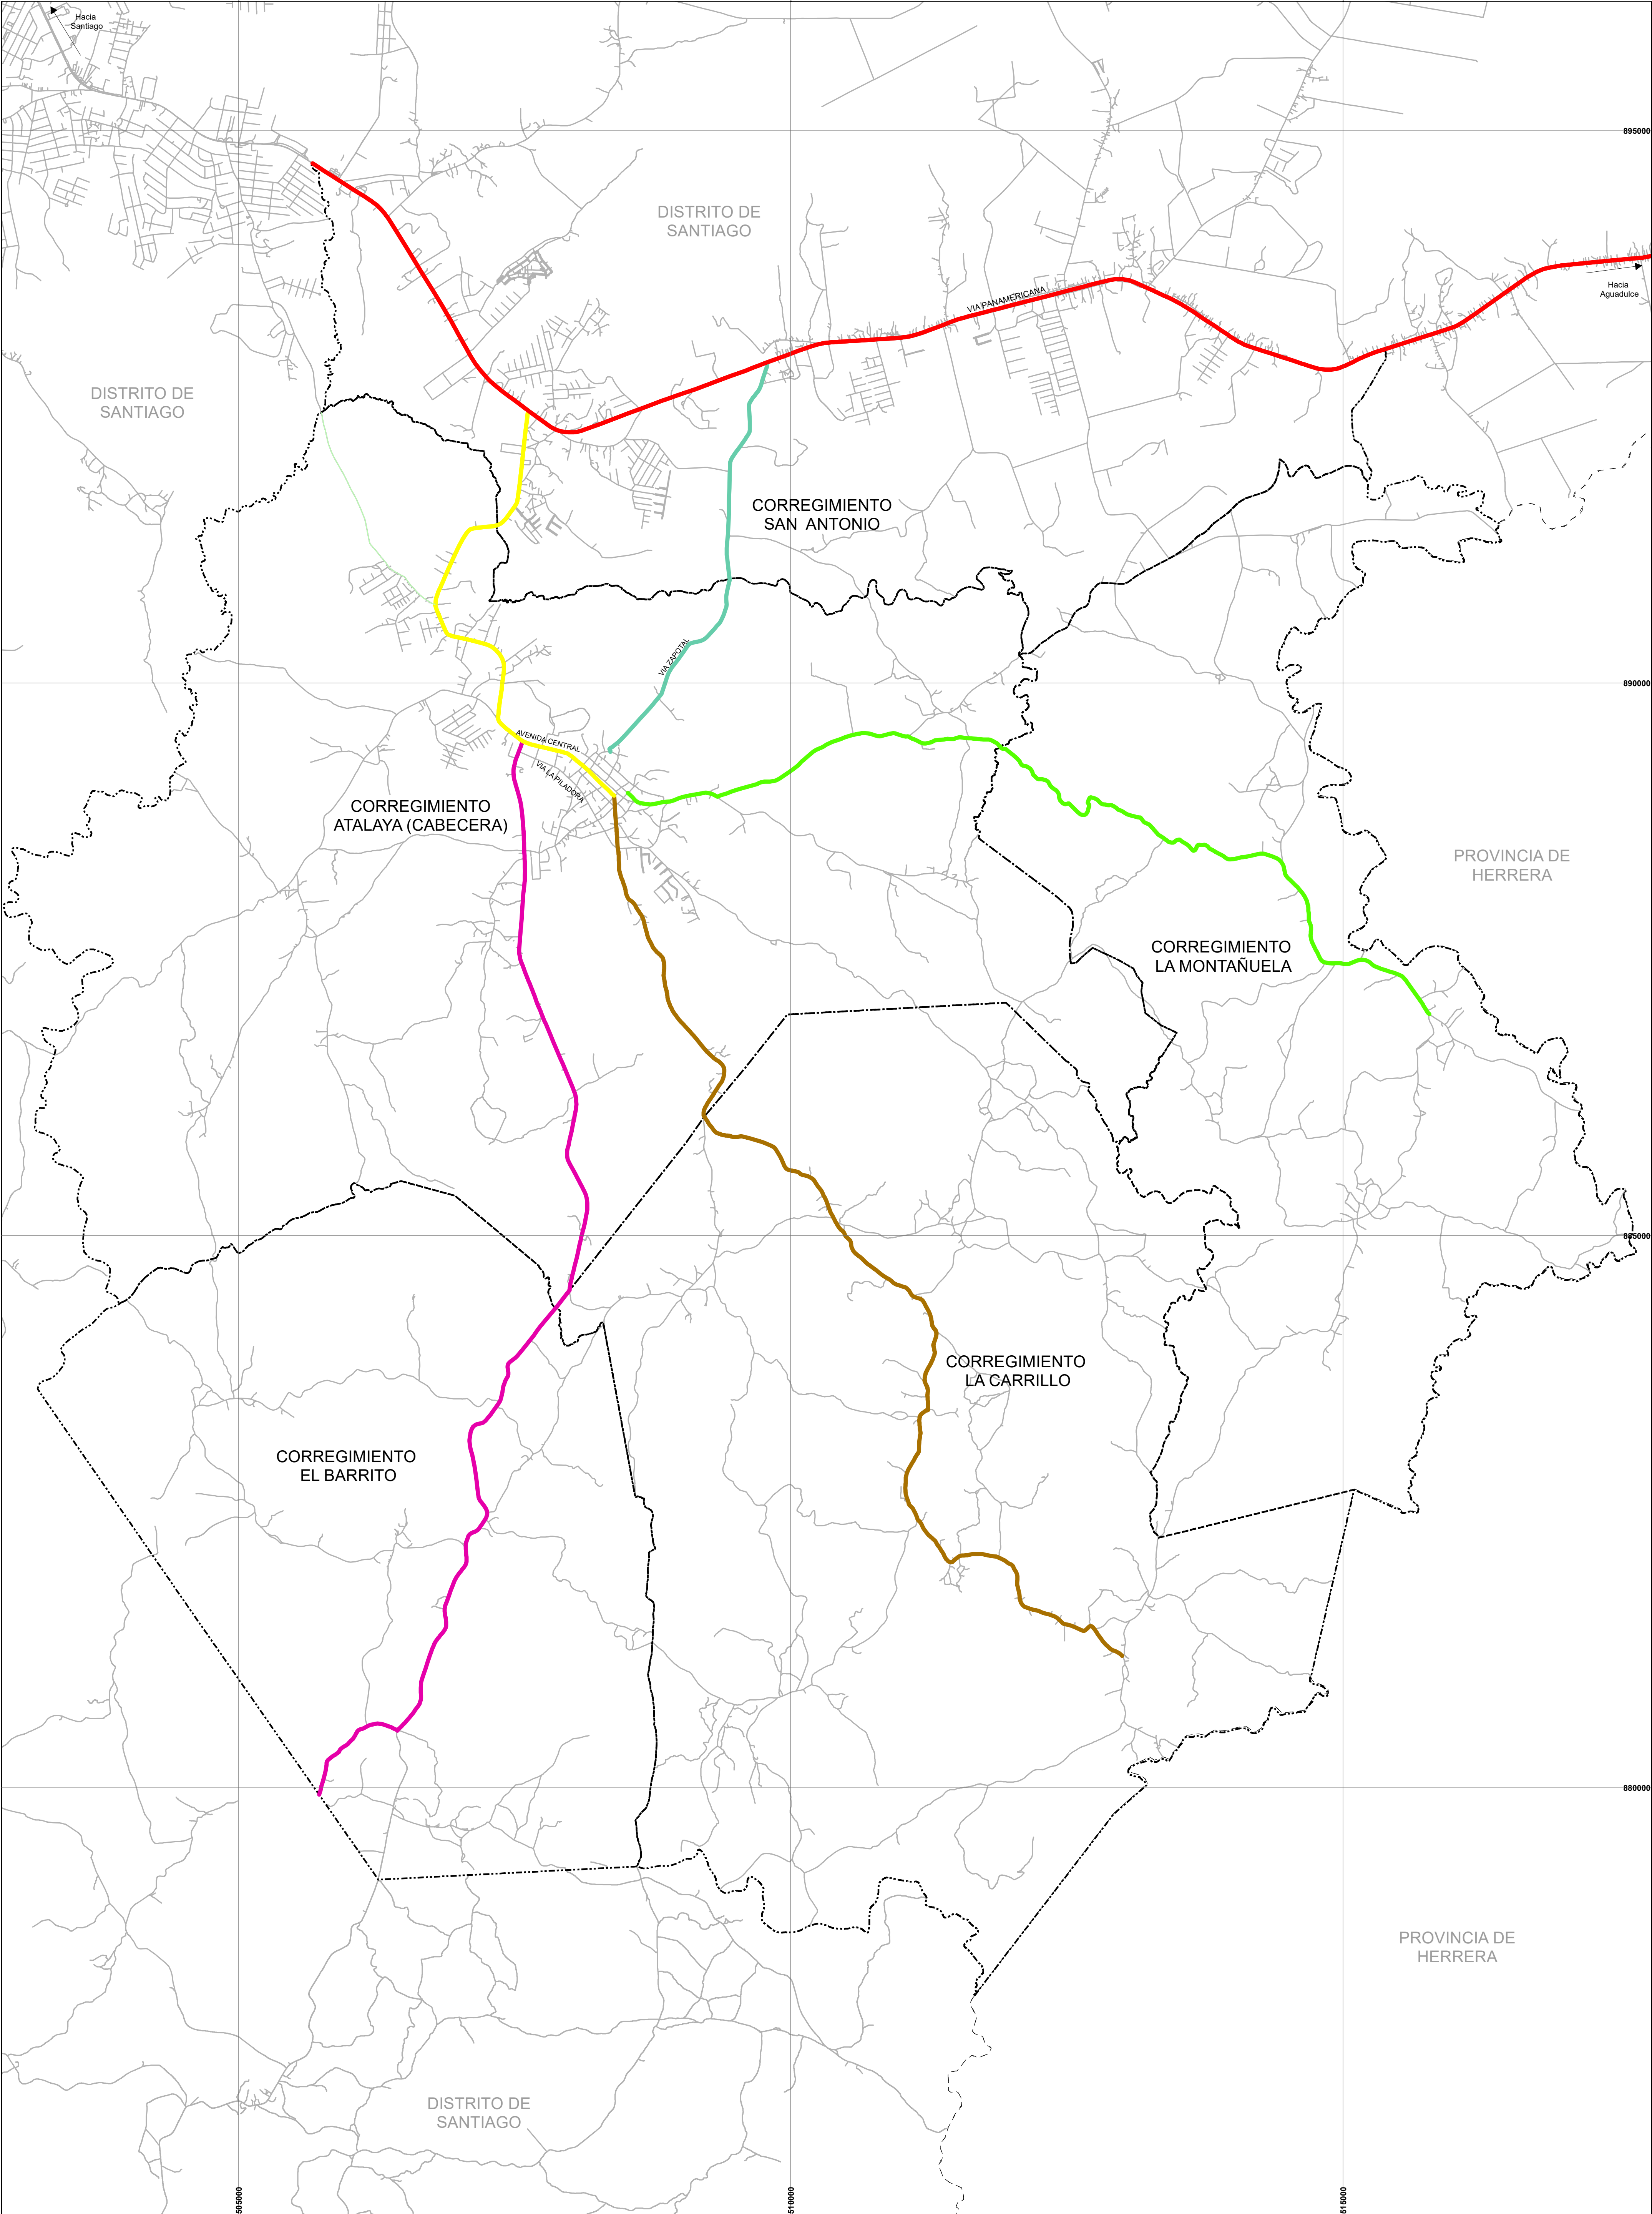 Hacia
Santiago
895000
DISTRITO DE
SANTIAGO
Hacia
Aguadulce
VIA PANAMERICANA
DISTRITO DE
SANTIAGO
CORREGIMIENTO
SAN ANTONIO
VIA ZAPOTAL
890000
AVENIDA CENTRAL
VIA LA PILADORA
CORREGIMIENTO
ATALAYA (CABECERA)
PROVINCIA DE
HERRERA
CORREGIMIENTO
LA MONTAÑUELA
885000
CORREGIMIENTO
LA CARRILLO
CORREGIMIENTO
EL BARRITO
880000
PROVINCIA DE
HERRERA
DISTRITO DE
SANTIAGO
505000
510000
515000